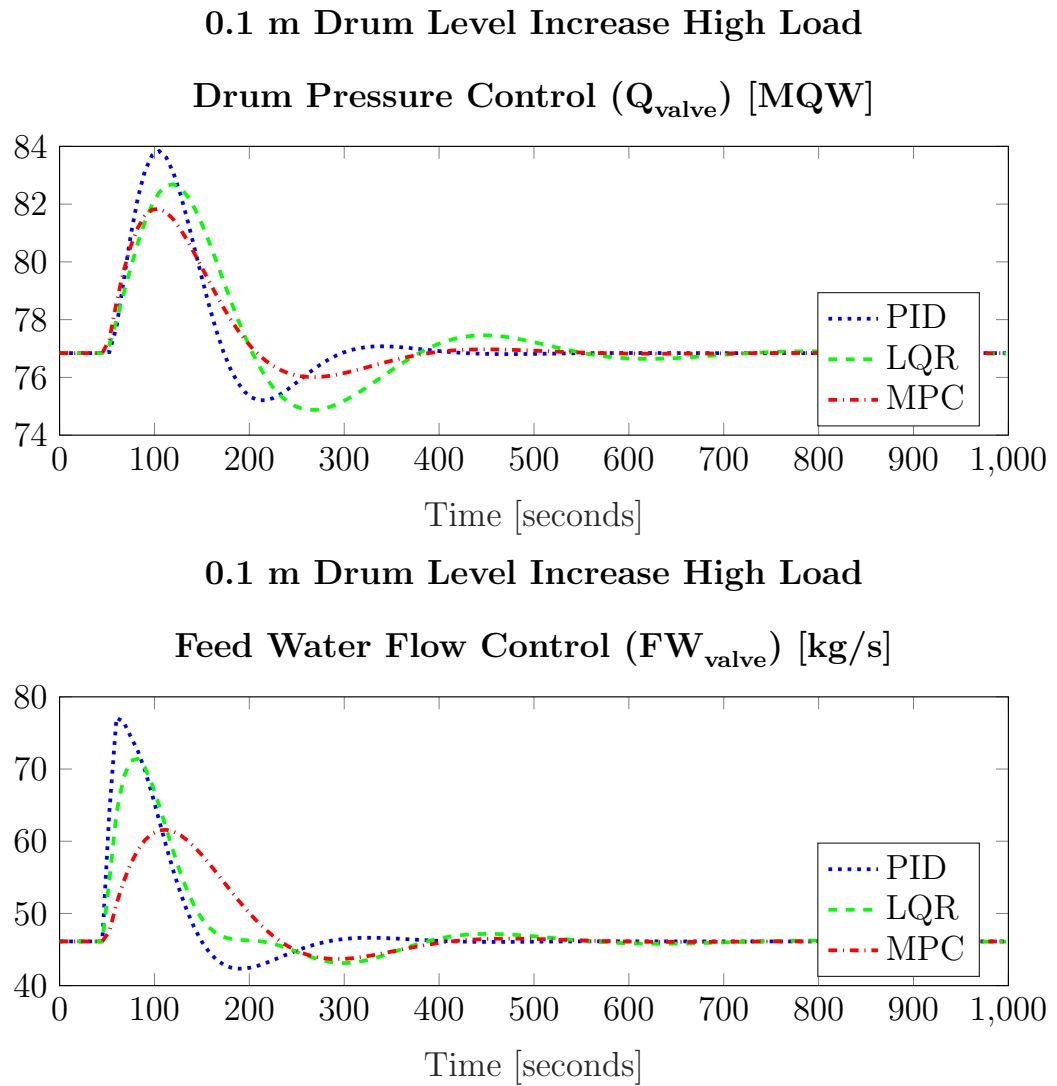 0.1 m Drum Level Increase High Load
Drum Pressure Control (Q_valve) [MQW]
84
82
80
78
76
74
PID
LQR
MPC
0 100 200 300 400 500 600 700 800 900 1,000
Time [seconds]
0.1 m Drum Level Increase High Load
Feed Water Flow Control (FW_valve) [kg/s]
80
70
60
50
40
PID
LQR
MPC
0 100 200 300 400 500 600 700 800 900 1,000
Time [seconds]